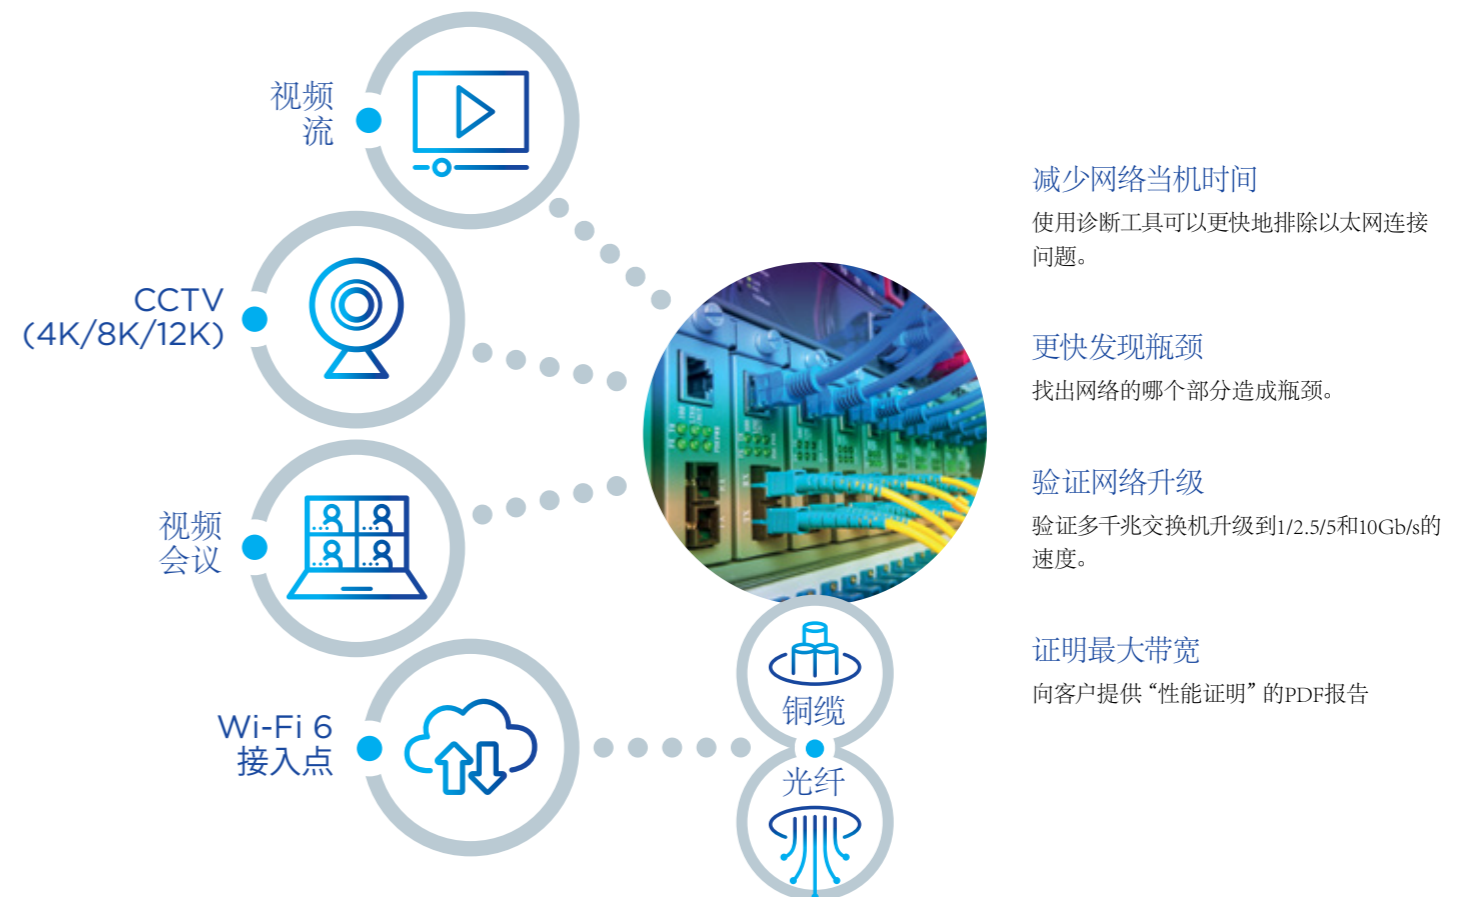 视频
流
CCTV
(4K/8K/12K)
视频
会议
Wi-Fi 6
接入点
铜缆
光纤
减少网络当机时间
使用诊断工具可以更快地排除以太网连接
问题。
更快发现瓶颈
找出网络的哪个部分造成瓶颈。
验证网络升级
验证多千兆交换机升级到1/2.5/5和10Gb/s的
速度。
证明最大带宽
向客户提供“性能证明”的PDF报告